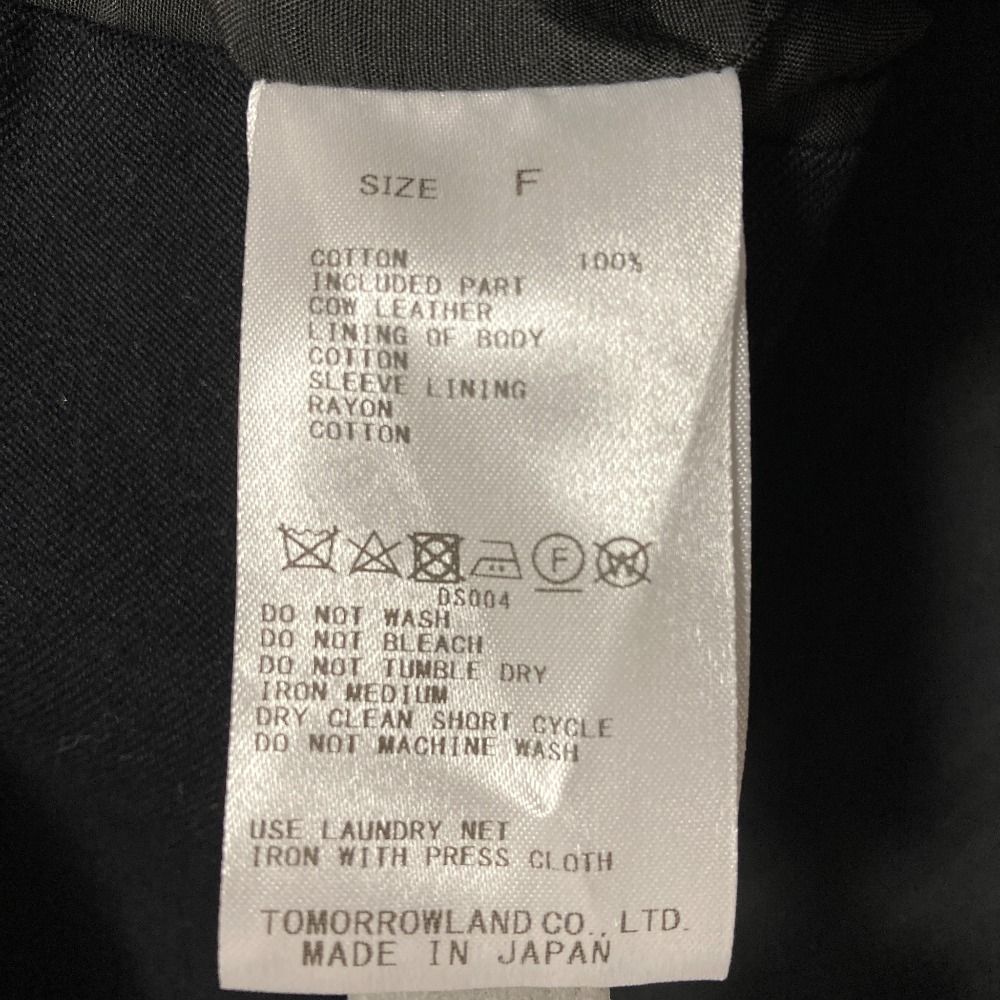 SIZE F
COTTON 100%
INCLUDED PART
COW LEATHER
LINING OF BODY
COTTON
SLEEVE LINING
RAYON
COTTON
F W
DS004
DO NOT WASH
DO NOT BLEACH
DO NOT TUMBLE DRY
IRON MEDIUM
DRY CLEAN SHORT CYCLE
DO NOT MACHINE WASH
USE LAUNDRY NET
IRON WITH PRESS CLOTH
TOMORROWLAND CO., LTD.
MADE IN JAPAN